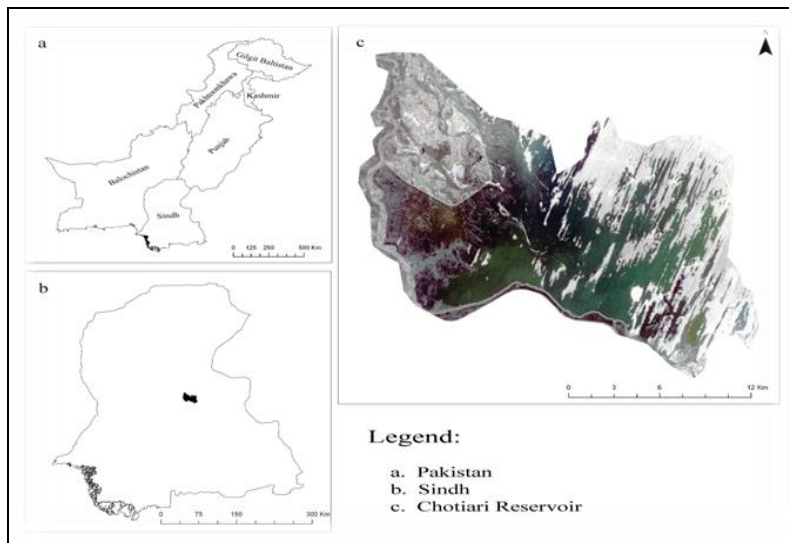 a
Gilgit Baltistan
Pakhtoonkhawa
Kashmir
Punjab
Balochistan
Sindh
0 125 250 500 Km
b
0 75 150 300 Km
c
N
0 3 6 12 Km
Legend:
a. Pakistan
b. Sindh
c. Chotiari Reservoir